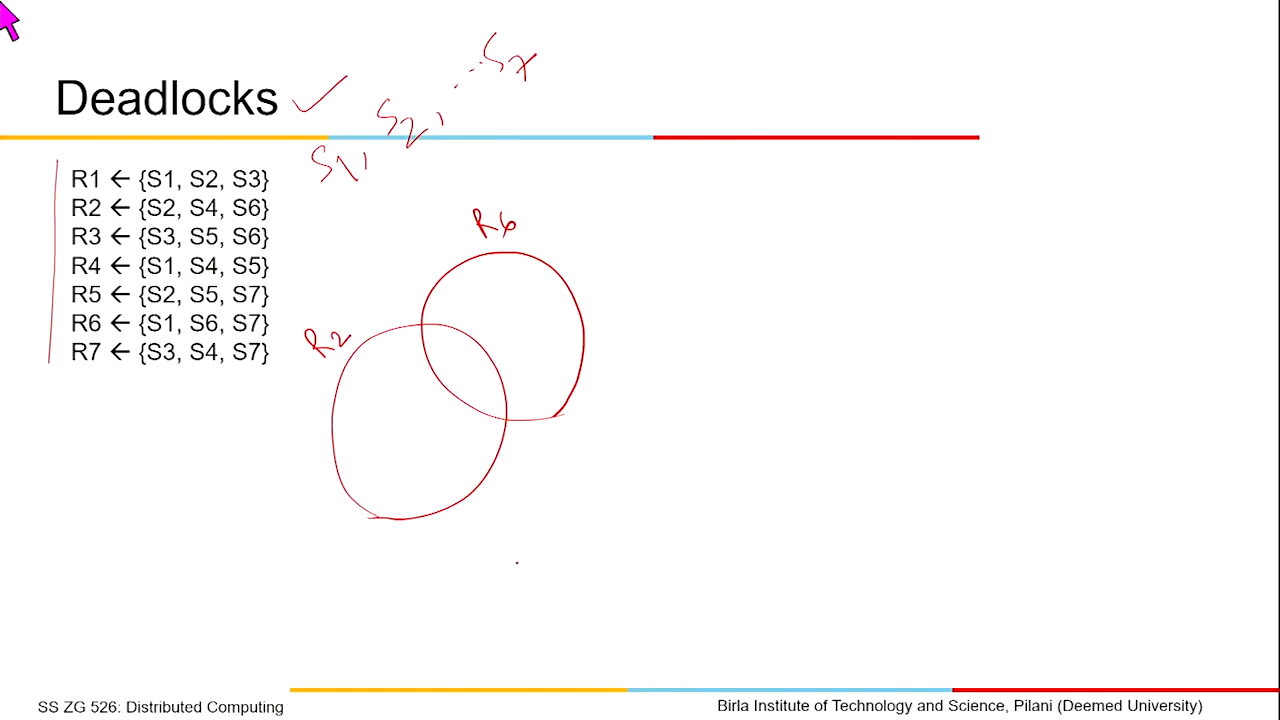 Deadlocks
S1, S2, ... S7
R1 ← {S1, S2, S3}
R2 ← {S2, S4, S6}
R3 ← {S3, S5, S6}
R4 ← {S1, S4, S5}
R5 ← {S2, S5, S7}
R6 ← {S1, S6, S7}
R7 ← {S3, S4, S7}
R6
R2
SS ZG 526: Distributed Computing
Birla Institute of Technology and Science, Pilani (Deemed University)